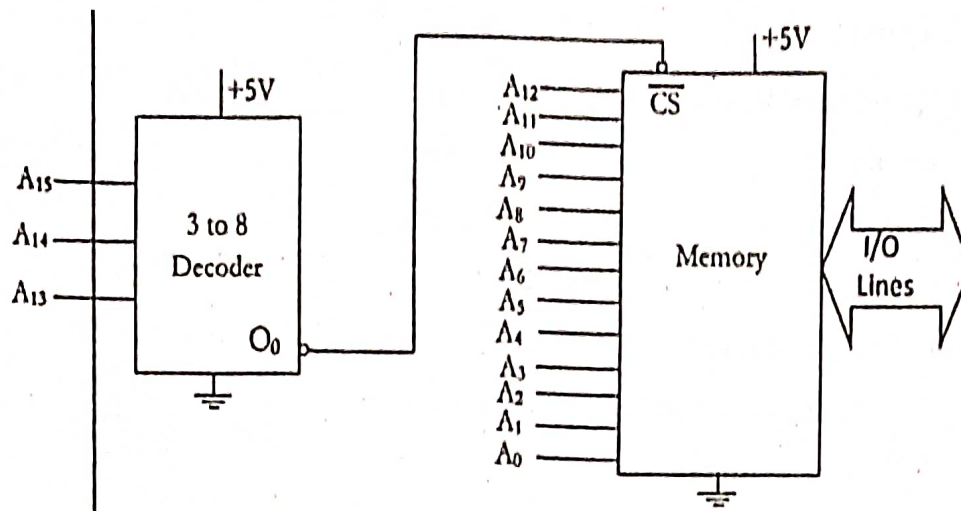 +5V
A₁₅
A₁₄
A₁₃
3 to 8
Decoder
O₀
+5V
CS
A₁₂
A₁₁
A₁₀
A₉
A₈
A₇
A₆
A₅
A₄
A₃
A₂
A₁
A₀
Memory
I/O
Lines